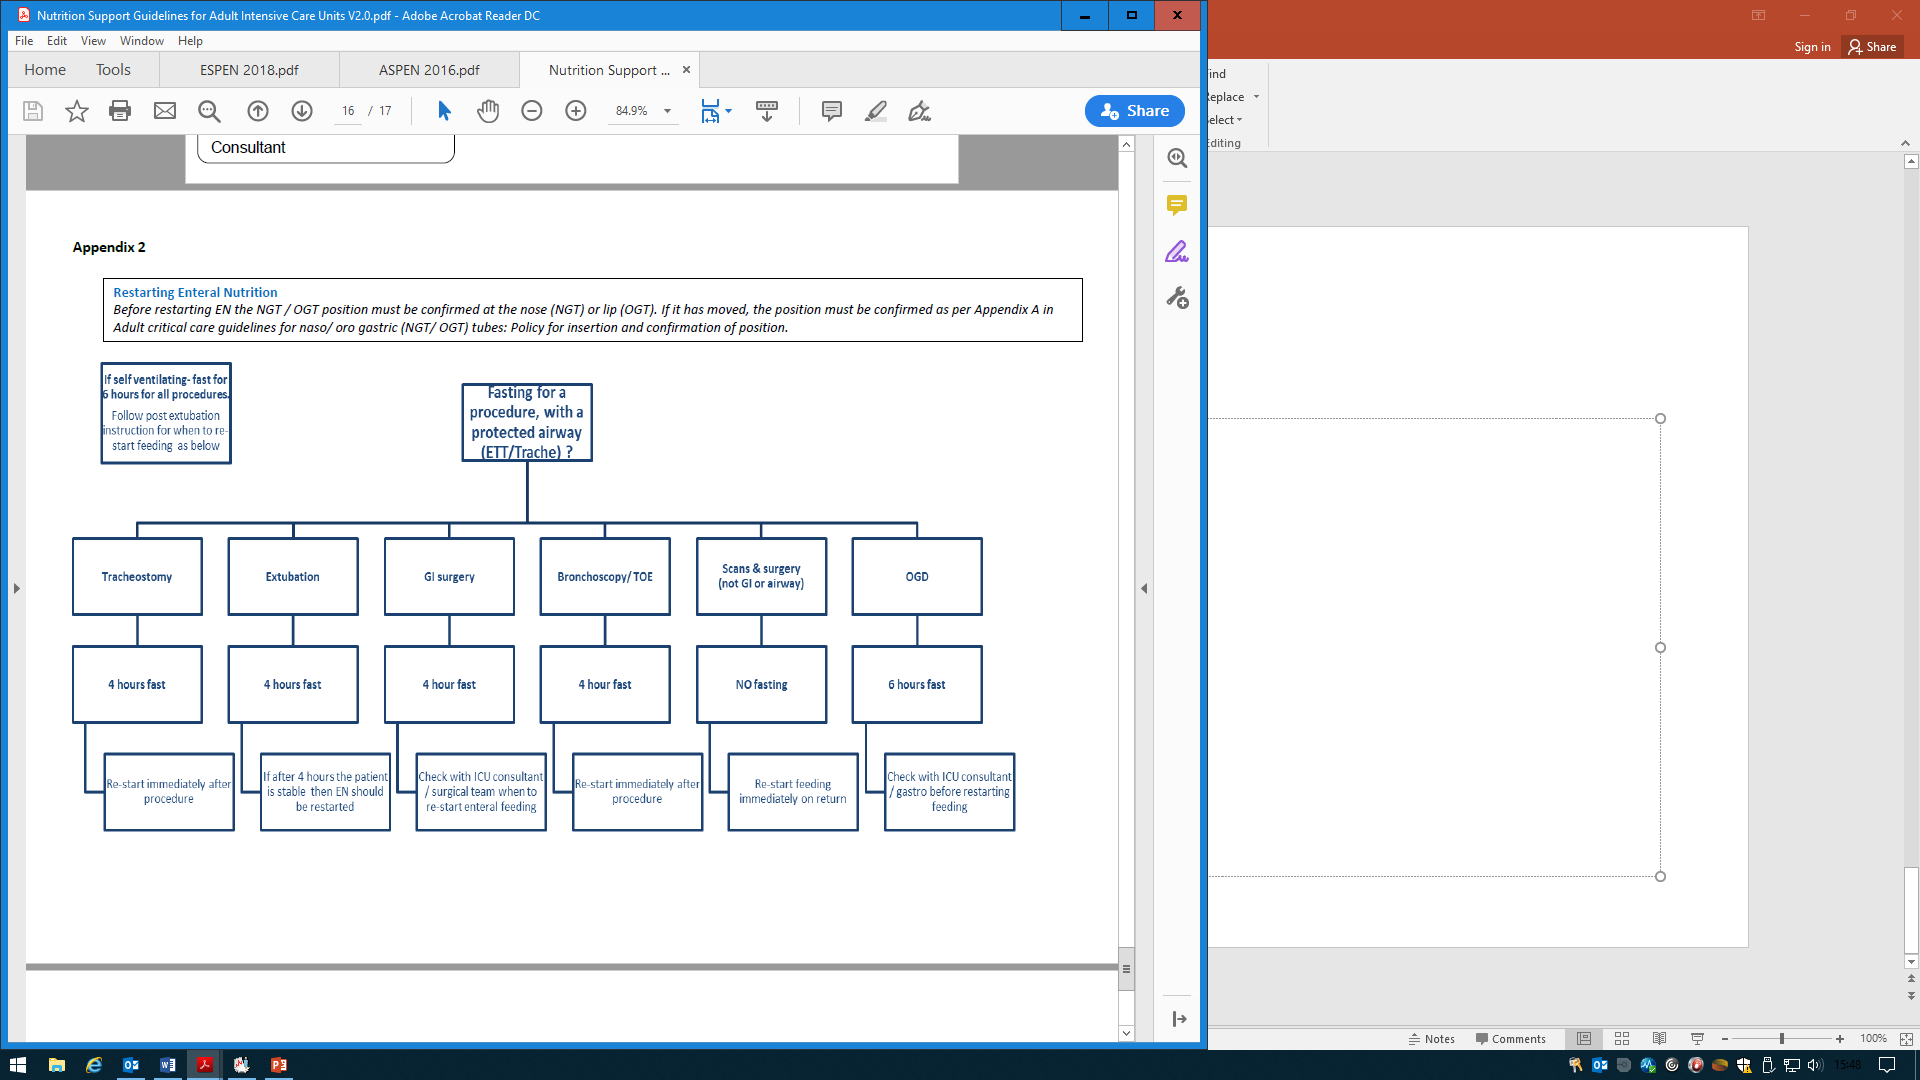 Nutrition Support Guidelines for Adult Intensive Care Units V2.0.pdf - Adobe Acrobat Reader DC
File Edit View Window Help
Home Tools ESPEN 2018.pdf ASPEN 2016.pdf Nutrition Support ... ×
16 / 17 84.9% Share
Consultant
Appendix 2
Restarting Enteral Nutrition
Before restarting EN the NGT / OGT position must be confirmed at the nose (NGT) or lip (OGT). If it has moved, the position must be confirmed as per Appendix A in
Adult critical care guidelines for naso/ oro gastric (NGT/ OGT) tubes: Policy for insertion and confirmation of position.
If self ventilating- fast for
6 hours for all procedures.
Follow post extubation
instruction for when to re-
start feeding as below
Fasting for a
procedure, with a
protected airway
(ETT/Trache) ?
Tracheostomy
Extubation
GI surgery
Bronchoscopy/ TOE
Scans & surgery
(not GI or airway)
OGD
4 hours fast
4 hours fast
4 hour fast
4 hour fast
NO fasting
6 hours fast
Re-start immediately after
procedure
If after 4 hours the patient
is stable then EN should
be restarted
Check with ICU consultant
/ surgical team when to
re-start enteral feeding
Re-start immediately after
procedure
Re-start feeding
immediately on return
Check with ICU consultant
/ gastro before restarting
feeding
Sign in Share
ind
eplace
elect
diting
Notes Comments 100%
15:48